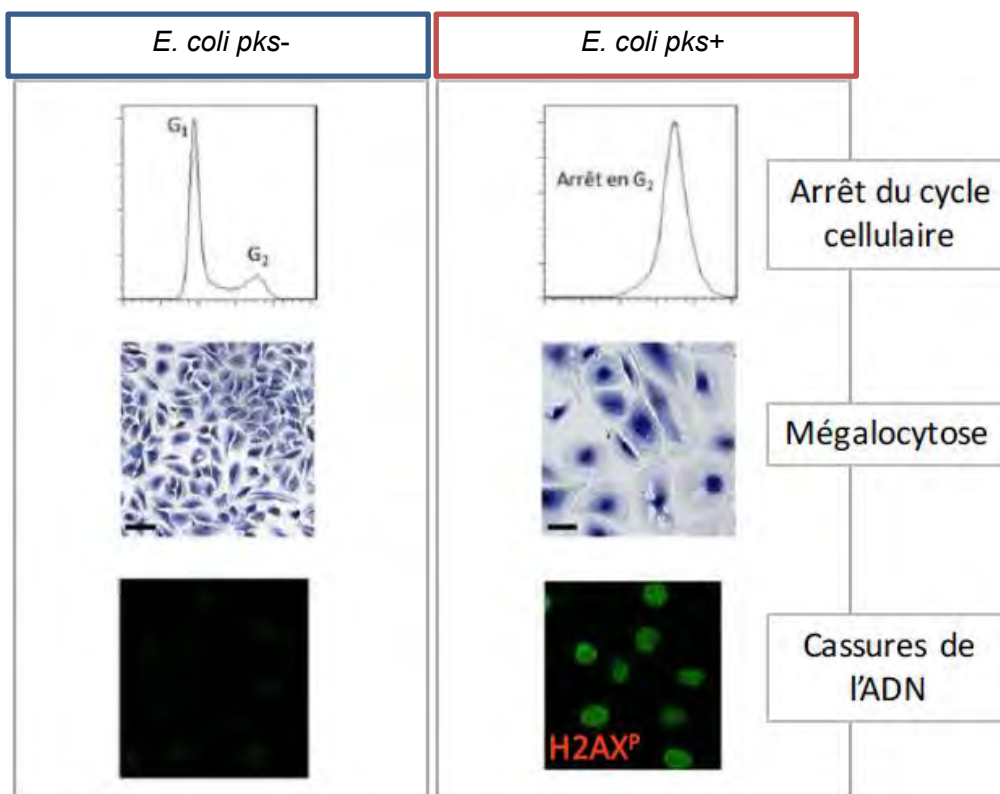 E. coli pks-
E. coli pks+
G1
G2
Arrêt en G2
Arrêt du cycle
cellulaire
Mégalocytose
H2AXP
Cassures de
l'ADN